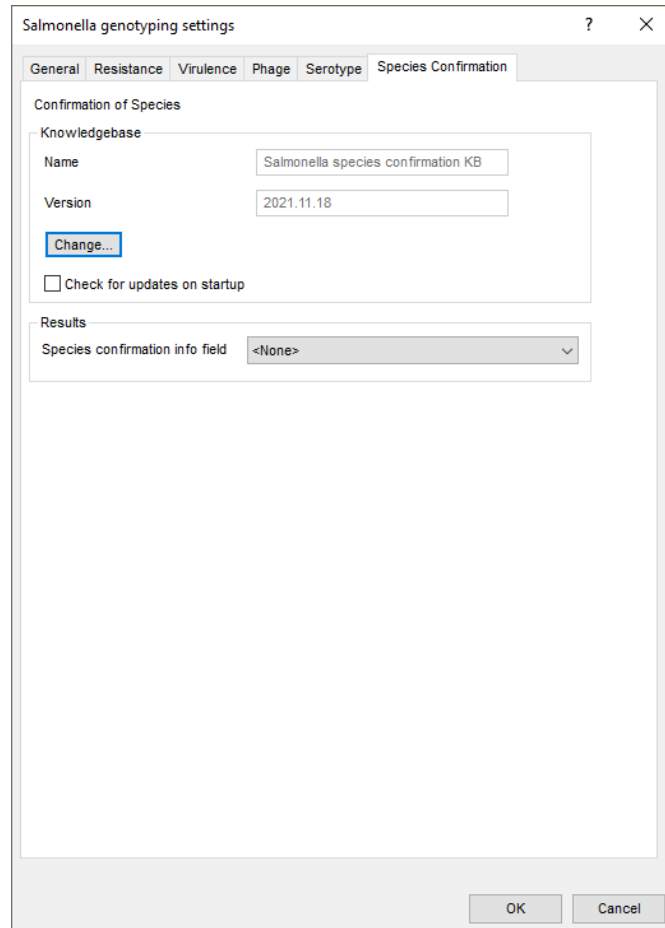 Salmonella genotyping settings ?
General Resistance Virulence Phage Serotype Species Confirmation
Confirmation of Species
Knowledgebase
Name Salmonella species confirmation KB
Version 2021.11.18
Change...
Check for updates on startup
Results
Species confirmation info field <None>
OK Cancel